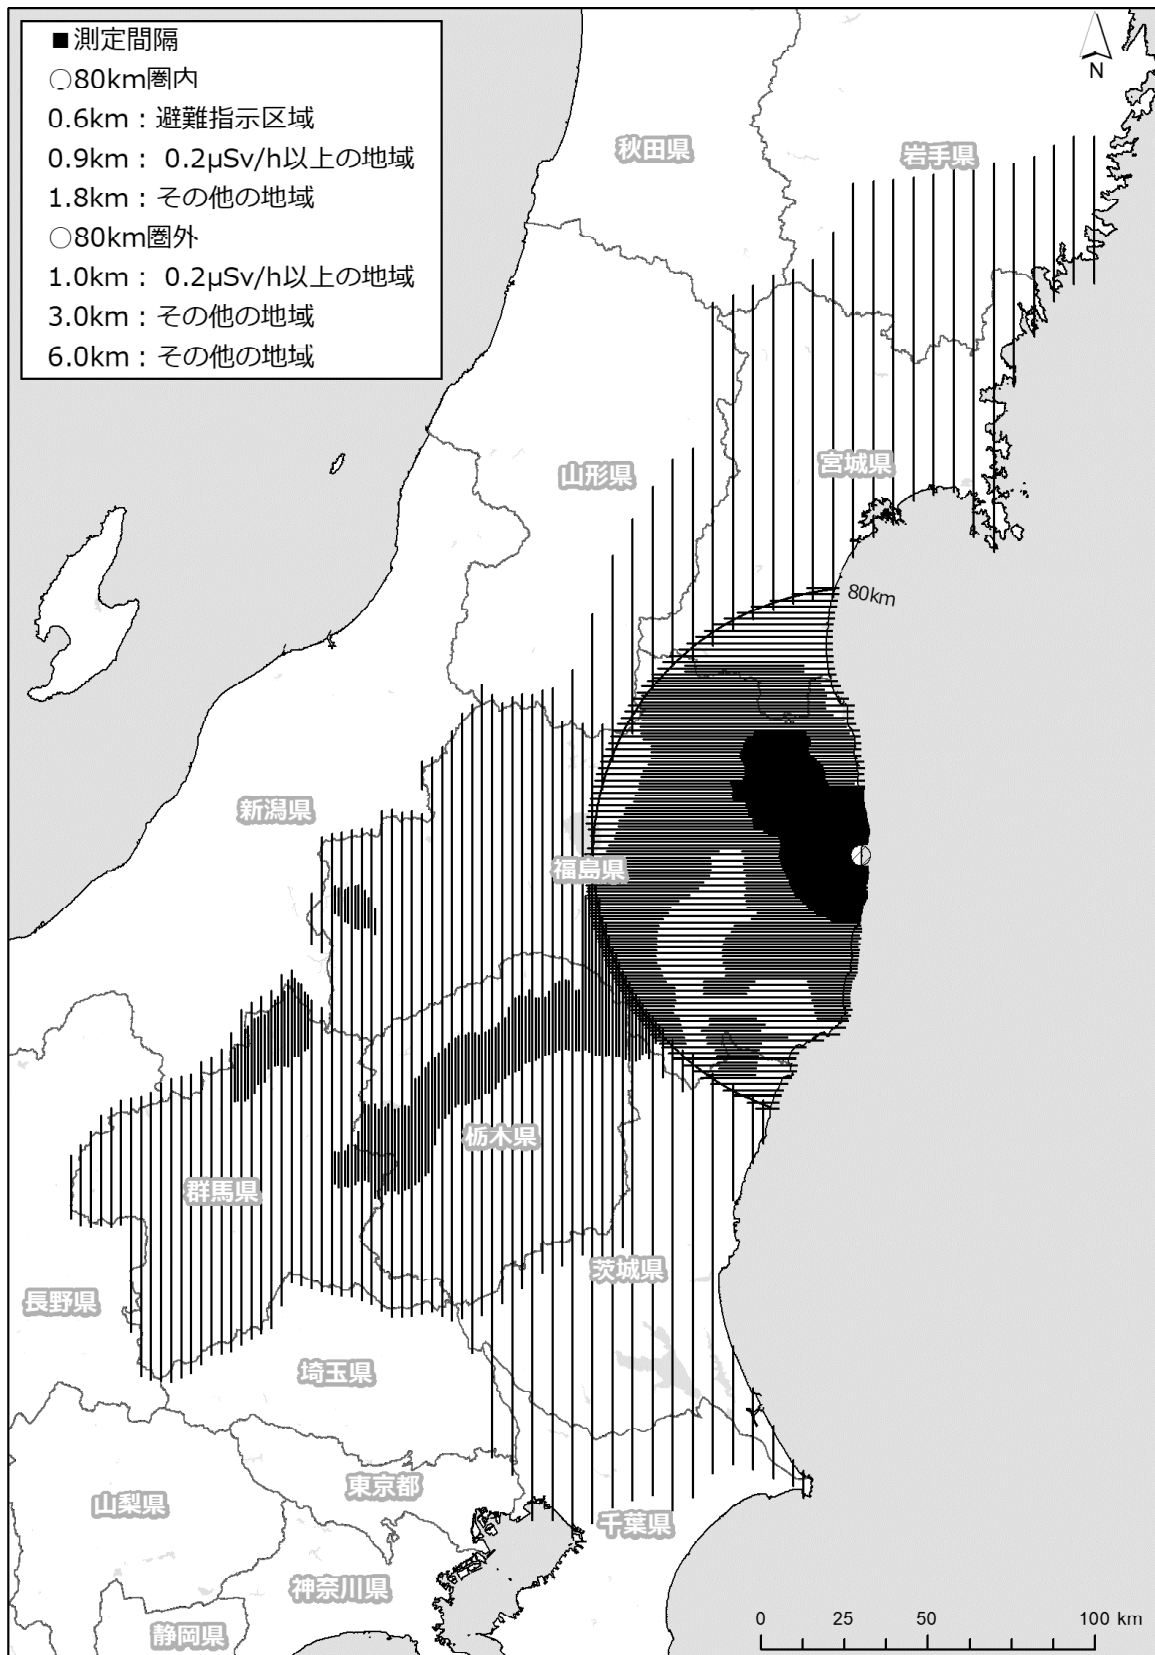 ■測定間隔
○80km圏内
0.6km：避難指示区域
0.9km： 0.2μSv/h以上の地域
1.8km：その他の地域
○80km圏外
1.0km： 0.2μSv/h以上の地域
3.0km：その他の地域
6.0km：その他の地域
N
秋田県
岩手県
山形県
宮城県
80km
新潟県
福島県
栃木県
群馬県
茨城県
長野県
埼玉県
東京都
山梨県
千葉県
神奈川県
静岡県
0 25 50 100 km